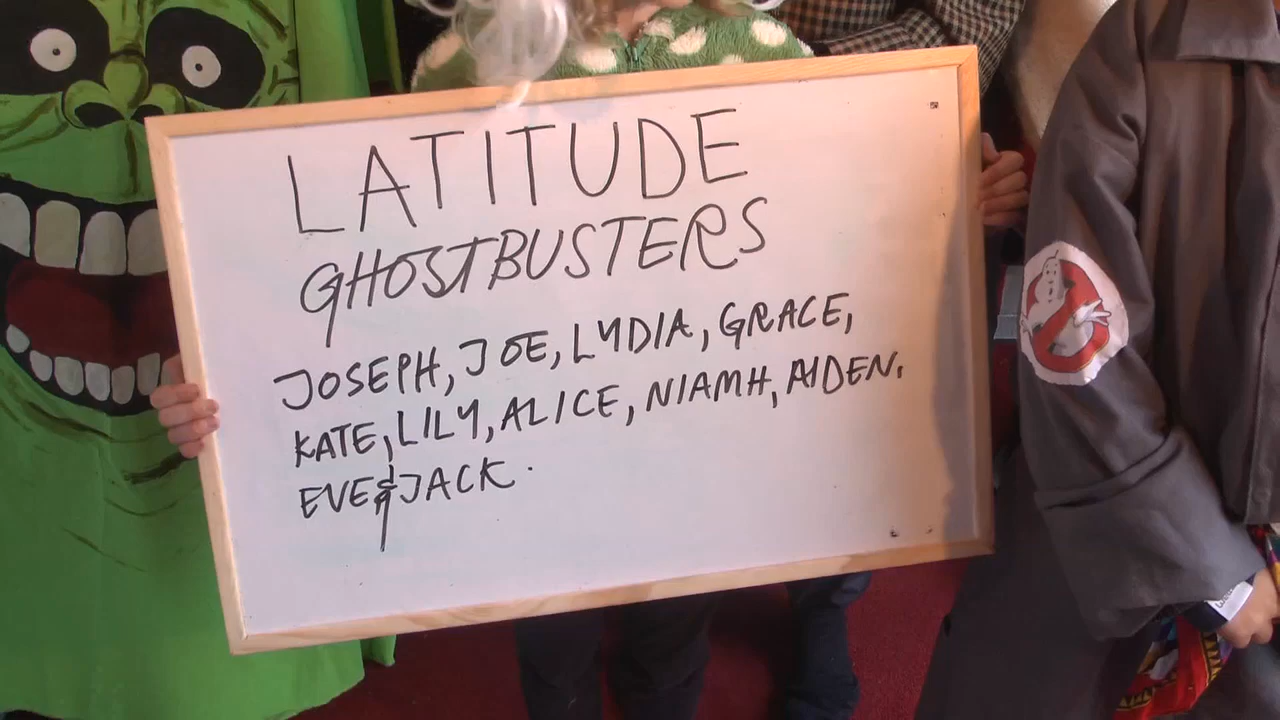 LATITUDE
GHOSTBUSTERS
JOSEPH, JOE, LYDIA, GRACE,
KATE, LILY, ALICE, NIAMH, AIDEN.
EVE & JACK.